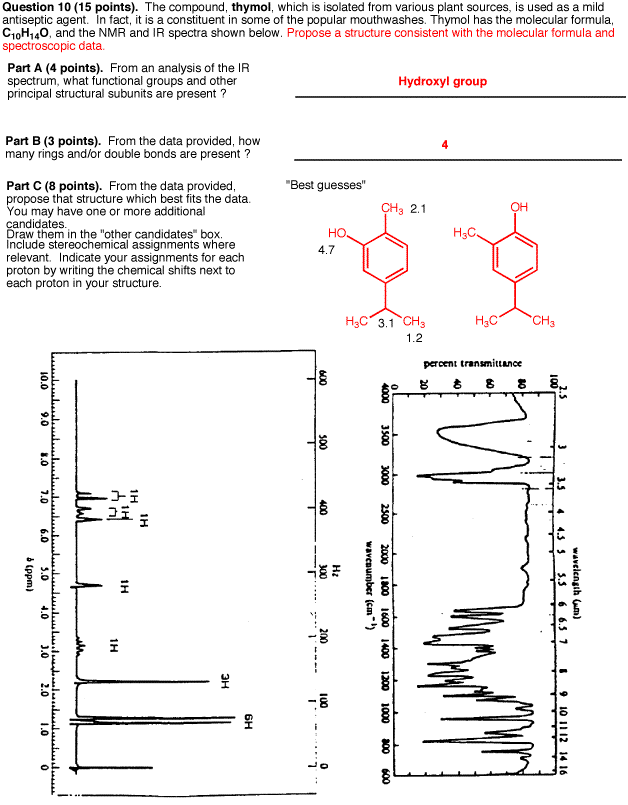 Question 10 (15 points). The compound, thymol, which is isolated from various plant sources, is used as a mild
antiseptic agent. In fact, it is a constituent in some of the popular mouthwashes. Thymol has the molecular formula,
C10H14O, and the NMR and IR spectra shown below. Propose a structure consistent with the molecular formula and
spectroscopic data.
Part A (4 points). From an analysis of the IR
spectrum, what functional groups and other
principal structural subunits are present ?
Hydroxyl group
Part B (3 points). From the data provided, how
many rings and/or double bonds are present ?
4
Part C (8 points). From the data provided,
propose that structure which best fits the data.
You may have one or more additional
candidates.
Draw them in the "other candidates" box.
Include stereochemical assignments where
relevant. Indicate your assignments for each
proton by writing the chemical shifts next to
each proton in your structure.
"Best guesses"
CH3 2.1
HO
4.7
H3C 3.1 CH3
1.2
OH
H3C
H3C CH3
10.0 9.0 8.0 7.0 6.0 5.0 4.0 3.0 2.0 1.0 0
δ (ppm)
1H
1H
1H
1H
1H
3H
6H
600 500 400 300 200 100 0
Hz
percent transmittance
0 20 40 60 80 100
4000 3500 3000 2500 2000 1800 1600 1400 1200 1000 800 600
wavenumber (cm⁻¹)
2.5 3 3.5 4 4.5 5 5.5 6 6.5 7 8 9 10 11 12 14 16
wavelength (μm)